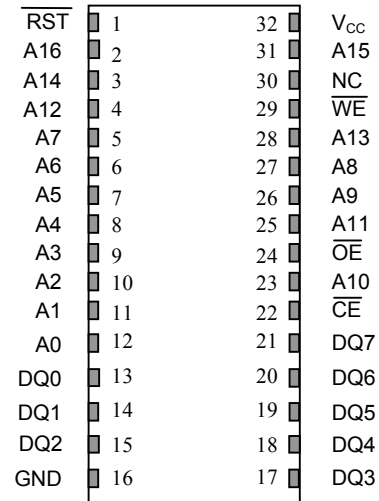 RST 1 32 VCC
A16 2 31 A15
A14 3 30 NC
A12 4 29 WE
A7 5 28 A13
A6 6 27 A8
A5 7 26 A9
A4 8 25 A11
A3 9 24 OE
A2 10 23 A10
A1 11 22 CE
A0 12 21 DQ7
DQ0 13 20 DQ6
DQ1 14 19 DQ5
DQ2 15 18 DQ4
GND 16 17 DQ3